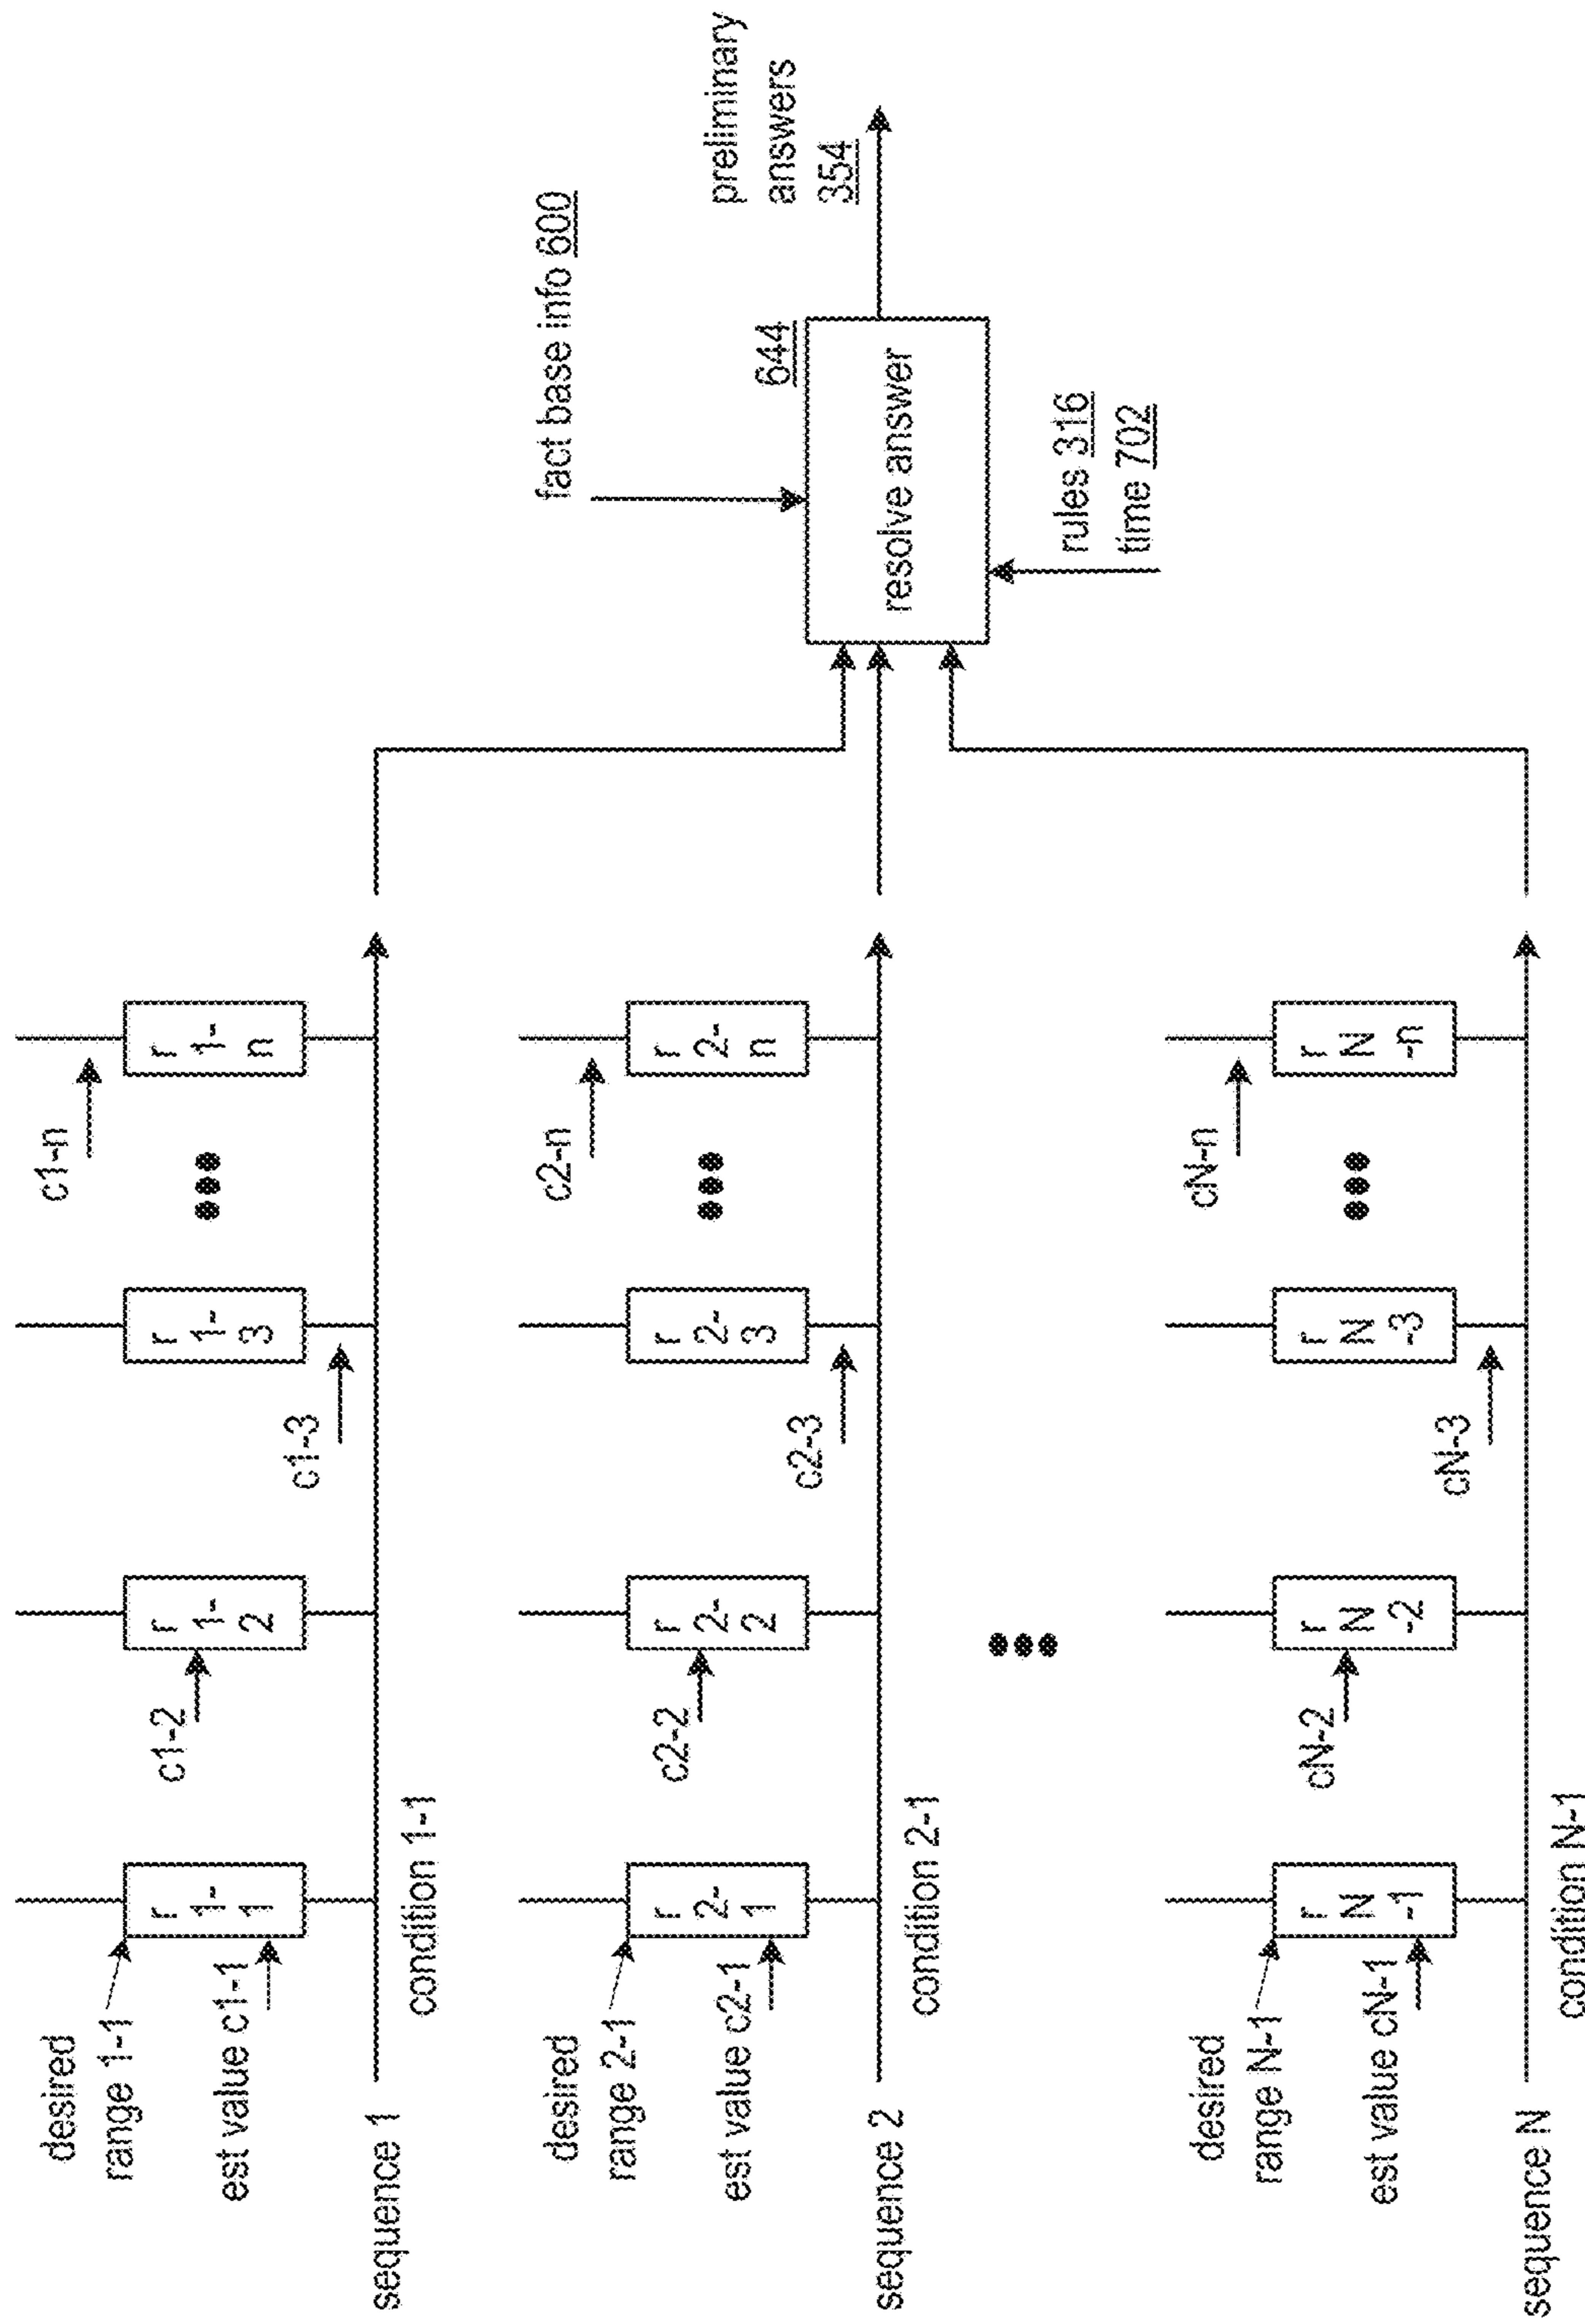 desired
range 1-1
est value c1-1
sequence 1
r
1-
1
condition 1-1
c1-2
r
1-
2
c1-3
r
1-
3
c1-n
r
1-
n
desired
range 2-1
est value c2-1
sequence 2
r
2-
1
condition 2-1
c2-2
r
2-
2
c2-3
r
2-
3
c2-n
r
2-
n
desired
range N-1
est value cN-1
sequence N
r
N
-1
condition N-1
cN-2
r
N
-2
cN-3
r
N
-3
cN-n
r
N
-n
fact base info 600
644
resolve answer
rules 316
time 702
preliminary
answers
354